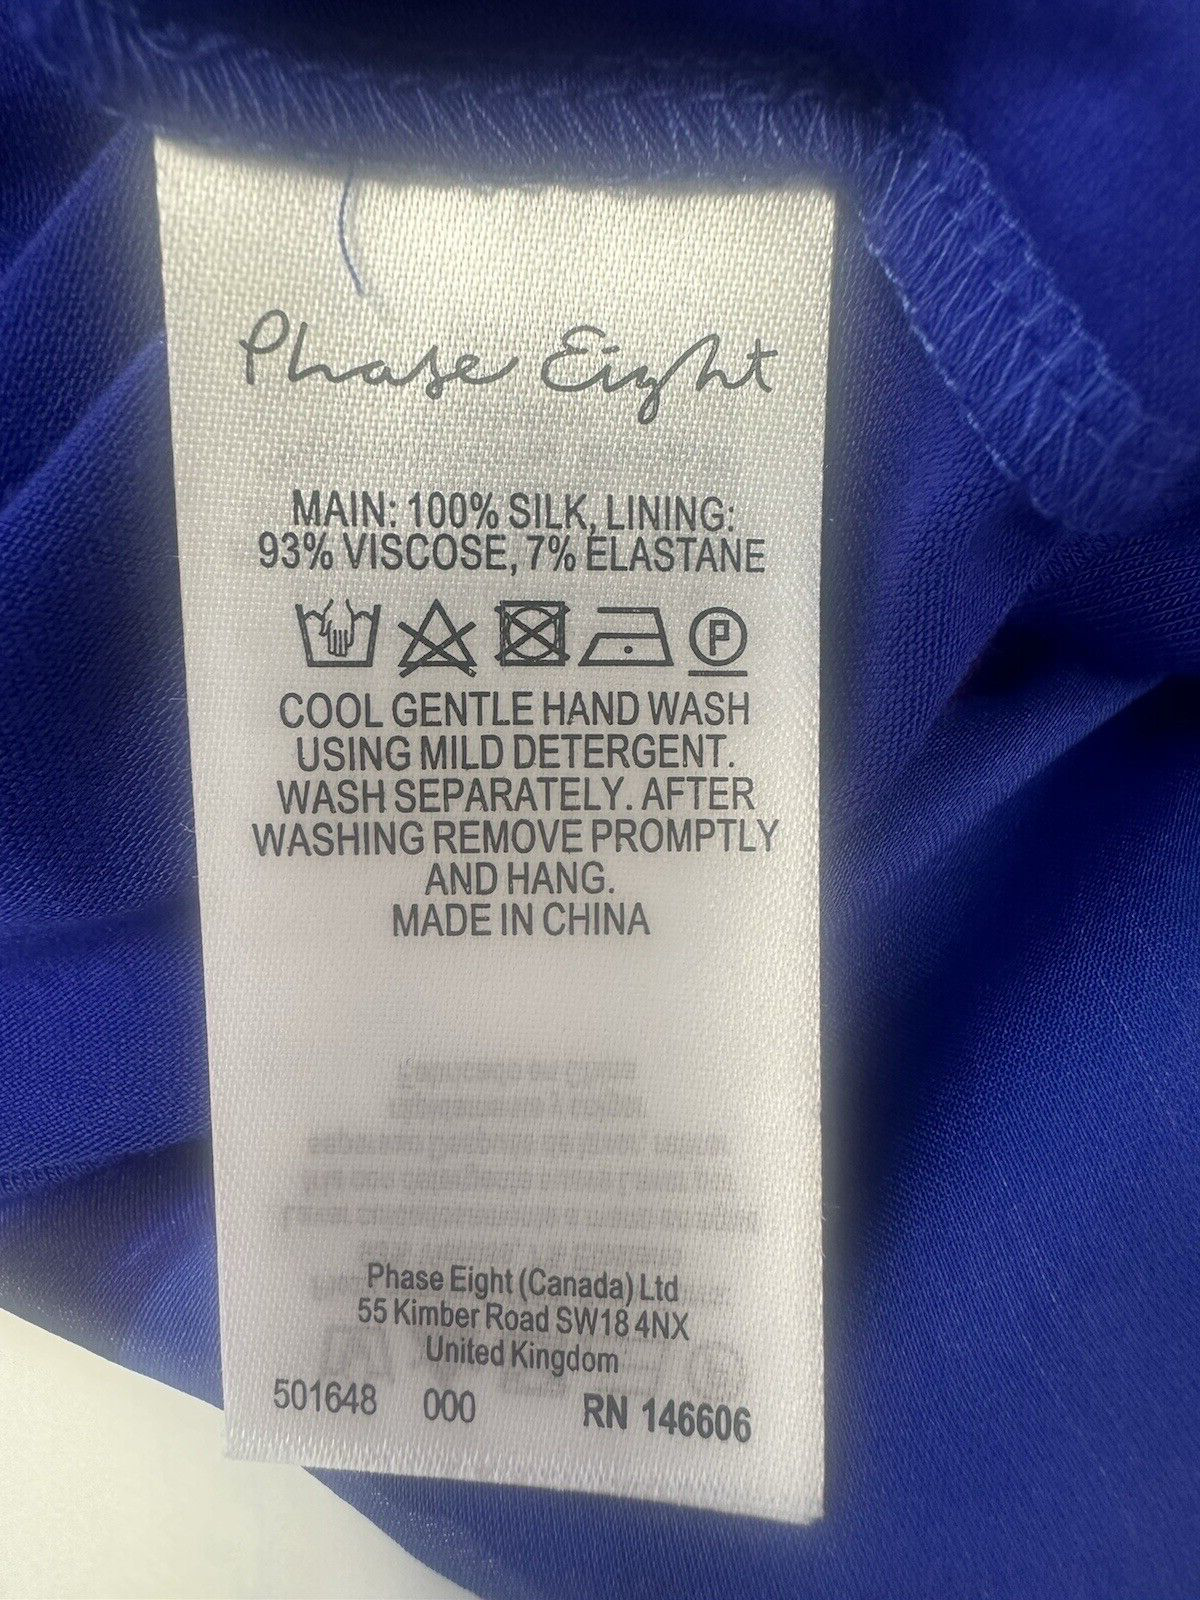 Phase Eight
MAIN: 100% SILK, LINING:
93% VISCOSE, 7% ELASTANE
P
COOL GENTLE HAND WASH
USING MILD DETERGENT.
WASH SEPARATELY. AFTER
WASHING REMOVE PROMPTLY
AND HANG.
MADE IN CHINA
Phase Eight (Canada) Ltd
55 Kimber Road SW18 4NX
United Kingdom
501648 000 RN 146606